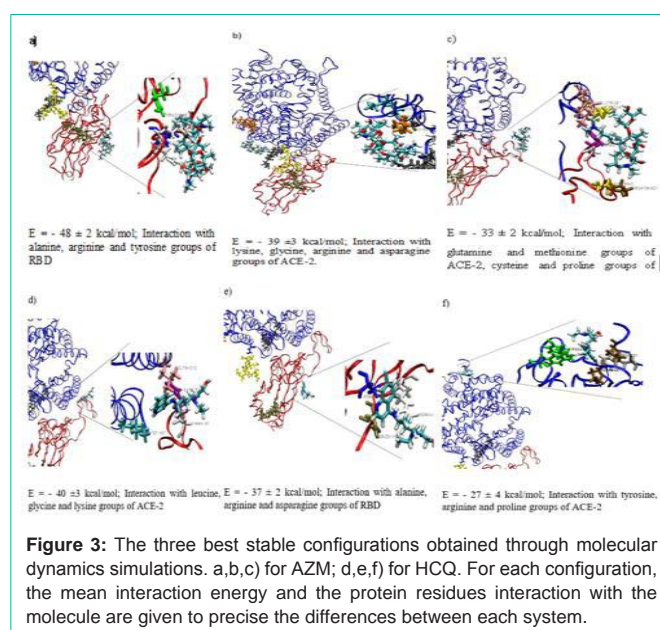 a)
b)
c)
E = - 48 ± 2 kcal/mol; Interaction with
alanine, arginine and tyrosine groups of
RBD
E = - 39 ±3 kcal/mol; Interaction with
lysine, glycine, arginine and asparagine
groups of ACE-2.
E = - 33 ± 2 kcal/mol, Interaction with
glutamine and methionine groups of
ACE-2, cysteine and proline groups of
d)
e)
f)
E = - 40 ±3 kcal/mol; Interaction with leucine,
glycine and lysine groups of ACE-2
E = - 37 ± 2 kcal/mol; Interaction with alanine,
arginine and asparagine groups of RBD
E = - 27 ± 4 kcal/mol; Interaction with tyrosine,
arginine and proline groups of ACE-2
Figure 3: The three best stable configurations obtained through molecular
dynamics simulations. a,b,c) for AZM; d,e,f) for HCQ. For each configuration,
the mean interaction energy and the protein residues interaction with the
molecule are given to precise the differences between each system.